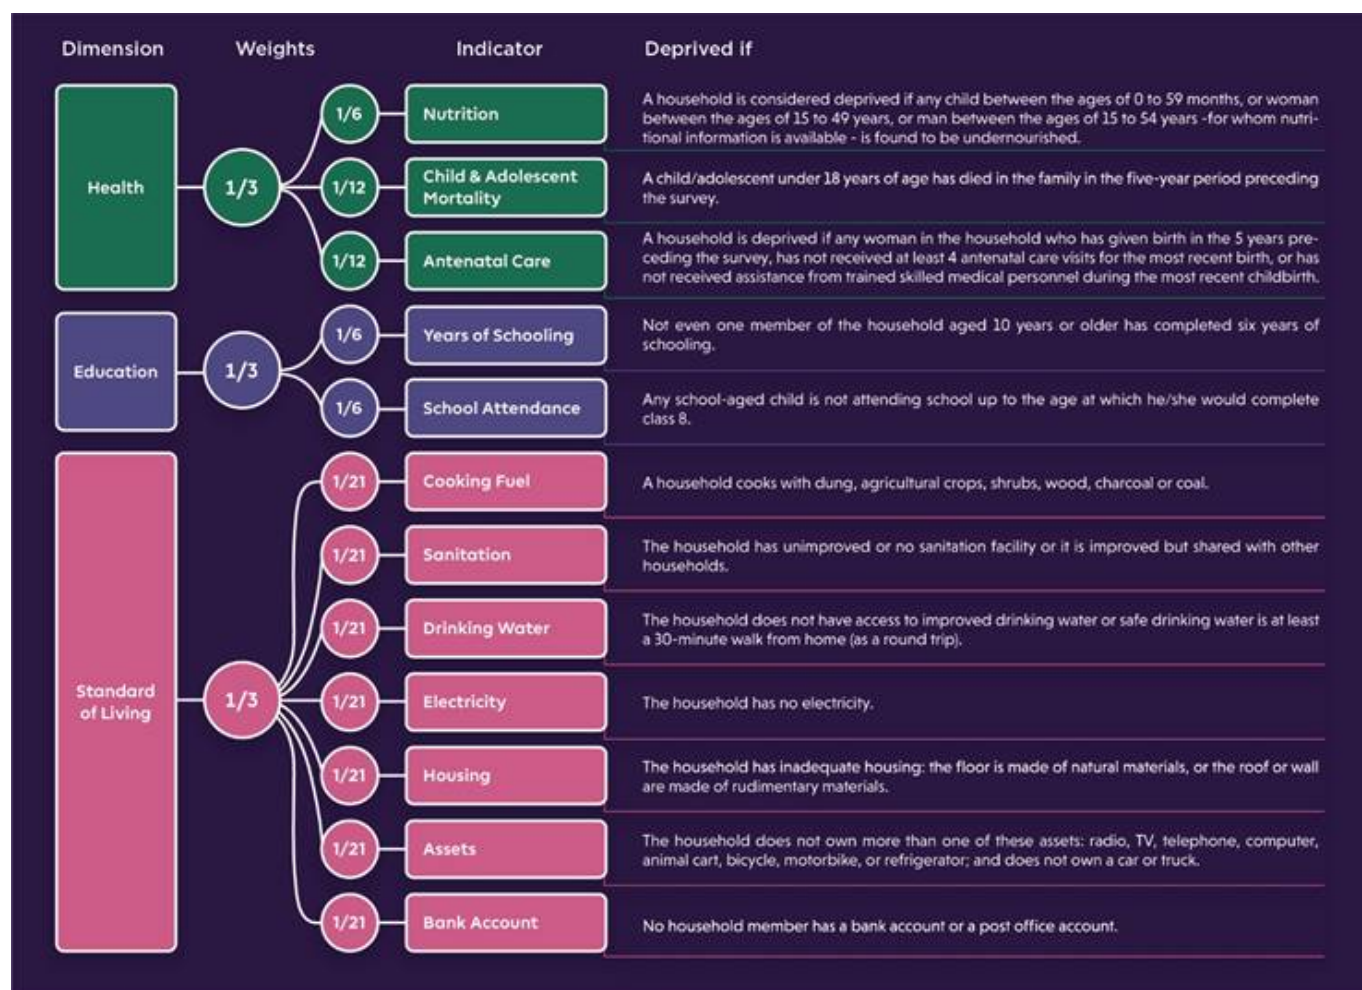 Dimension Weights Indicator Deprived if
Health
1/3
1/6
Nutrition
A household is considered deprived if any child between the ages of 0 to 59 months, or woman
between the ages of 15 to 49 years, or man between the ages of 15 to 54 years -for whom nutri-
tional information is available - is found to be undernourished.
1/12
Child & Adolescent
Mortality
A child/adolescent under 18 years of age has died in the family in the five-year period preceding
the survey.
1/12
Antenatal Care
A household is deprived if any woman in the household who has given birth in the 5 years pre-
ceding the survey, has not received at least 4 antenatal care visits for the most recent birth, or has
not received assistance from trained skilled medical personnel during the most recent childbirth.
Education
1/3
1/6
Years of Schooling
Not even one member of the household aged 10 years or older has completed six years of
schooling.
1/6
School Attendance
Any school-aged child is not attending school up to the age at which he/she would complete
class 8.
Standard
of Living
1/3
1/21
Cooking Fuel
A household cooks with dung, agricultural crops, shrubs, wood, charcoal or coal.
1/21
Sanitation
The household has unimproved or no sanitation facility or it is improved but shared with other
households.
1/21
Drinking Water
The household does not have access to improved drinking water or safe drinking water is at least
a 30-minute walk from home (as a round trip).
1/21
Electricity
The household has no electricity.
1/21
Housing
The household has inadequate housing: the floor is made of natural materials, or the roof or wall
are made of rudimentary materials.
1/21
Assets
The household does not own more than one of these assets: radio, TV, telephone, computer,
animal cart, bicycle, motorbike, or refrigerator; and does not own a car or truck.
1/21
Bank Account
No household member has a bank account or a post office account.